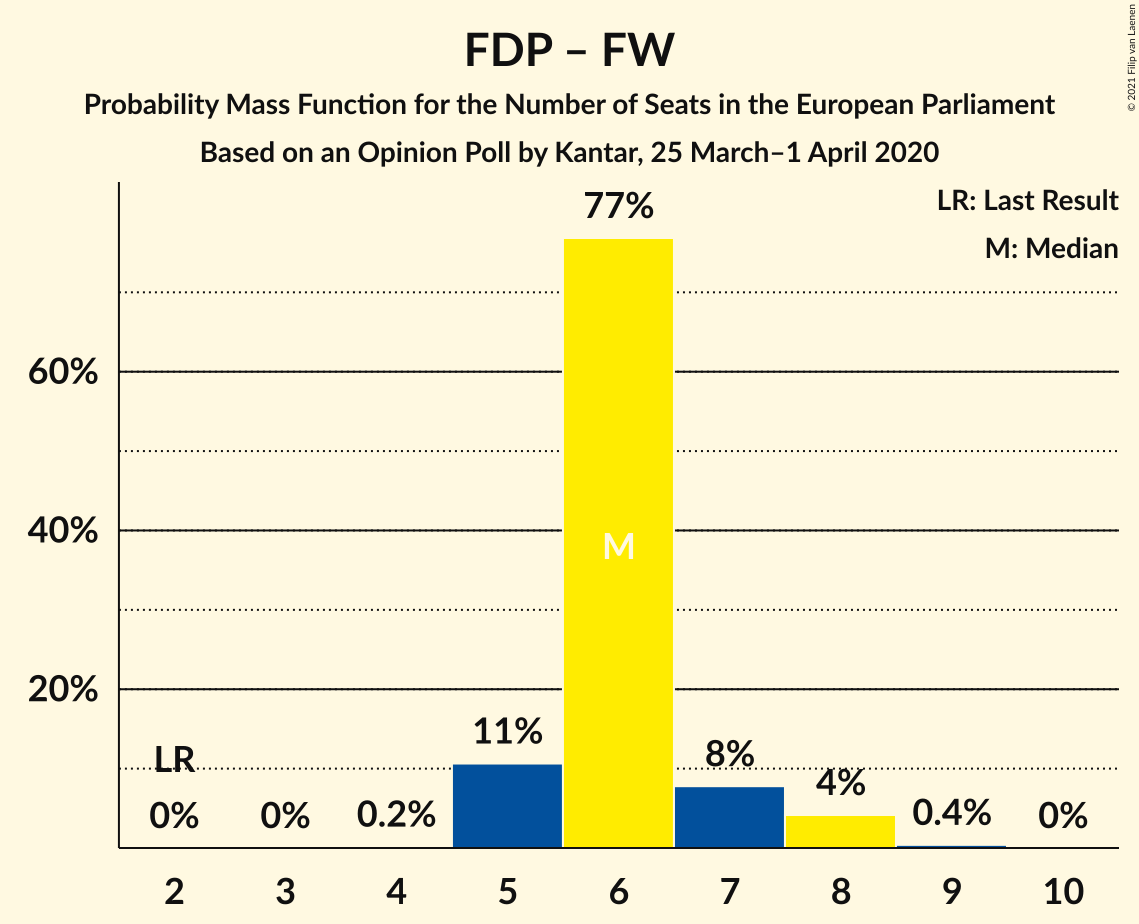 FDP – FW
Probability Mass Function for the Number of Seats in the European Parliament
Based on an Opinion Poll by Kantar, 25 March–1 April 2020
© 2021 Filip van Laenen
LR: Last Result
M: Median
77%
60%
40%
M
20%
11%
LR
8%
4%
0%
0%
0.2%
0.4%
0%
2 3 4 5 6 7 8 9 10